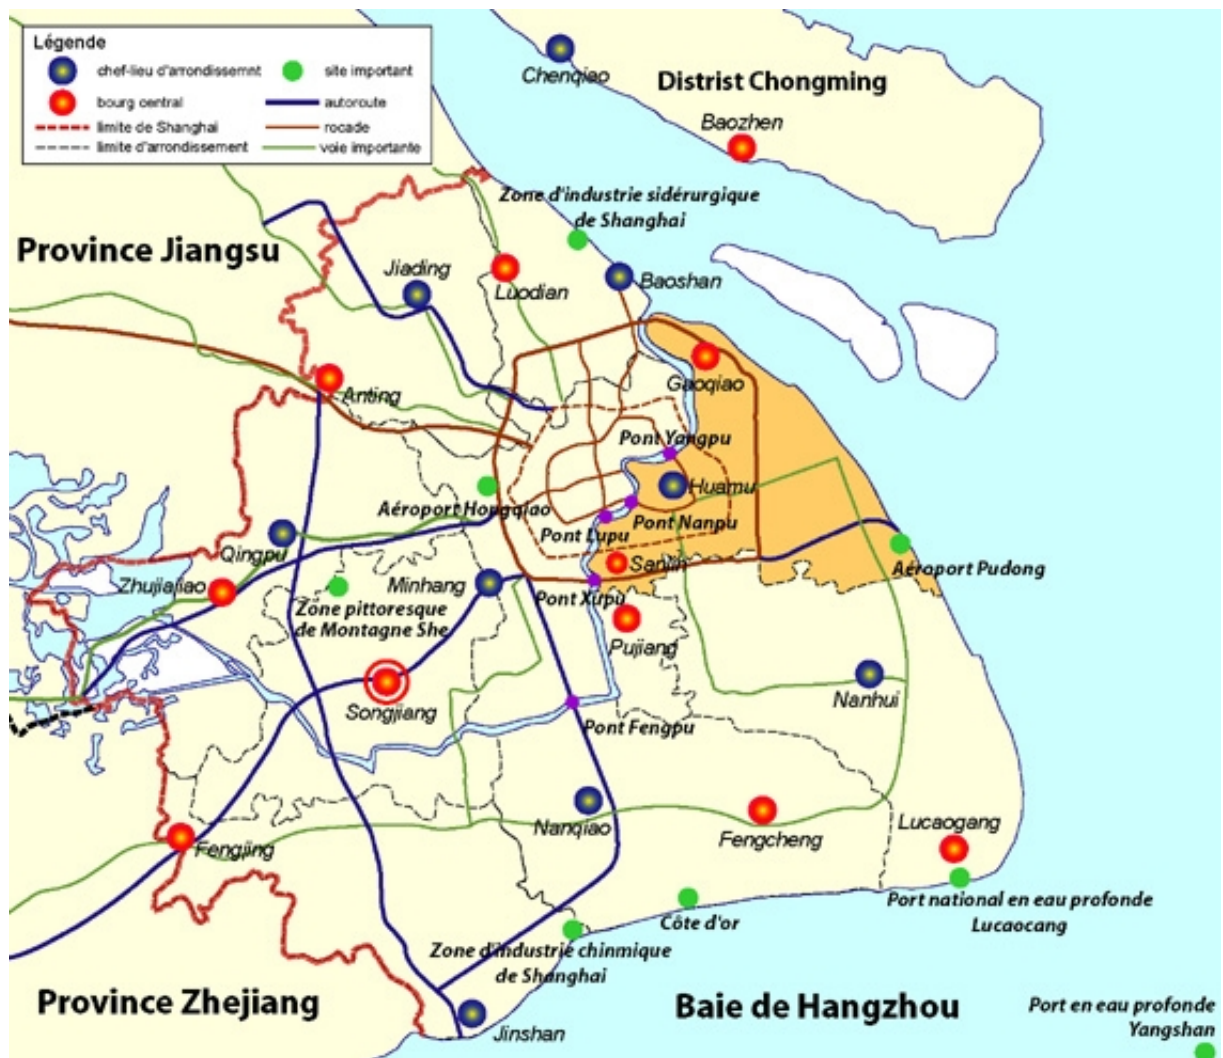 Légende
chef-lieu d'arrondissemnt
site important
bourg central
autoroute
limite de Shanghai
rocade
limite d'arrondissement
voie importante
Chenqiao
District Chongming
Baozhen
Zone d'industrie sidérurgique
de Shanghai
Province Jiangsu
Jiading
Luodian
Baoshan
Gaoqiao
Anting
Pont Yangpu
Huamu
Aéroport Hongqiao
Pont Nanpu
Pont Lupu
Qingpu
Sanlin
Aéroport Pudong
Zhujiajiao
Minhang
Pont Xupu
Zone pittoresque
de Montagne She
Pujiang
Nanhui
Songjiang
Pont Fengpu
Nanqiao
Fengcheng
Lucaogang
Fengjing
Port national en eau profonde
Lucaocang
Côte d'or
Zone d'industrie chinmique
de Shanghai
Province Zhejiang
Baie de Hangzhou
Port en eau profonde
Yangshan
Jinshan